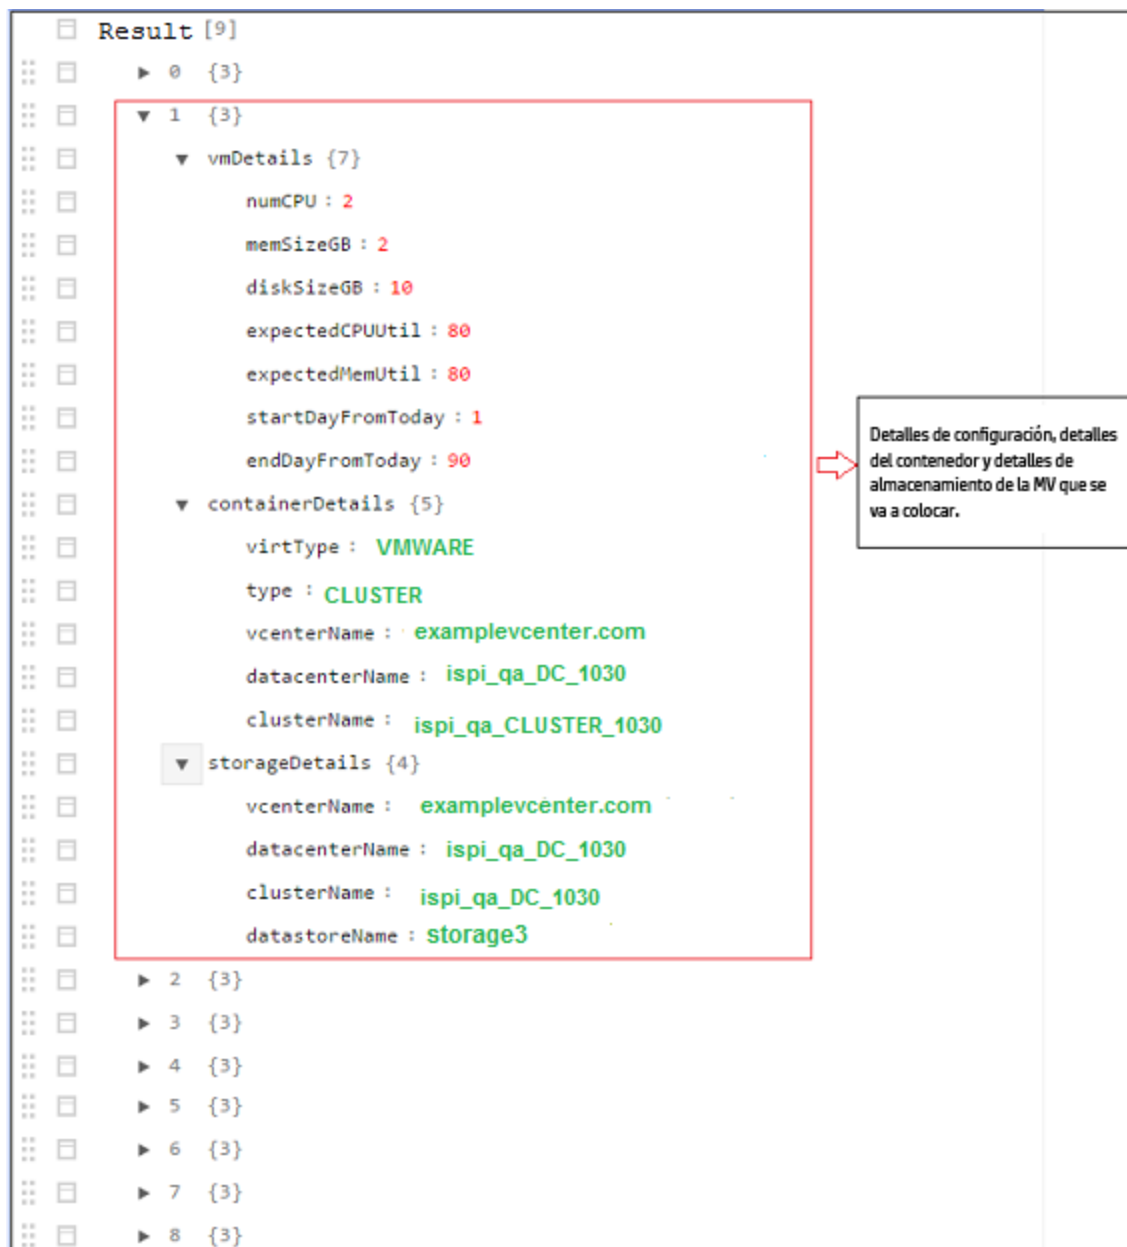 Result [9]
▶ 0 {3}
▼ 1 {3}
▼ vmDetails {7}
numCPU : 2
memSizeGB : 2
diskSizeGB : 10
expectedCPUUtil : 80
expectedMemUtil : 80
startDayFromToday : 1
endDayFromToday : 90
▼ containerDetails {5}
virtType : VMWARE
type : CLUSTER
vcenterName : examplevcenter.com
datacenterName : ispi_qa_DC_1030
clusterName : ispi_qa_CLUSTER_1030
▼ storageDetails {4}
vcenterName : examplevcenter.com
datacenterName : ispi_qa_DC_1030
clusterName : ispi_qa_DC_1030
datastoreName : storage3
▶ 2 {3}
▶ 3 {3}
▶ 4 {3}
▶ 5 {3}
▶ 6 {3}
▶ 7 {3}
▶ 8 {3}
Detalles de configuración, detalles
del contenedor y detalles de
almacenamiento de la MV que se
va a colocar.